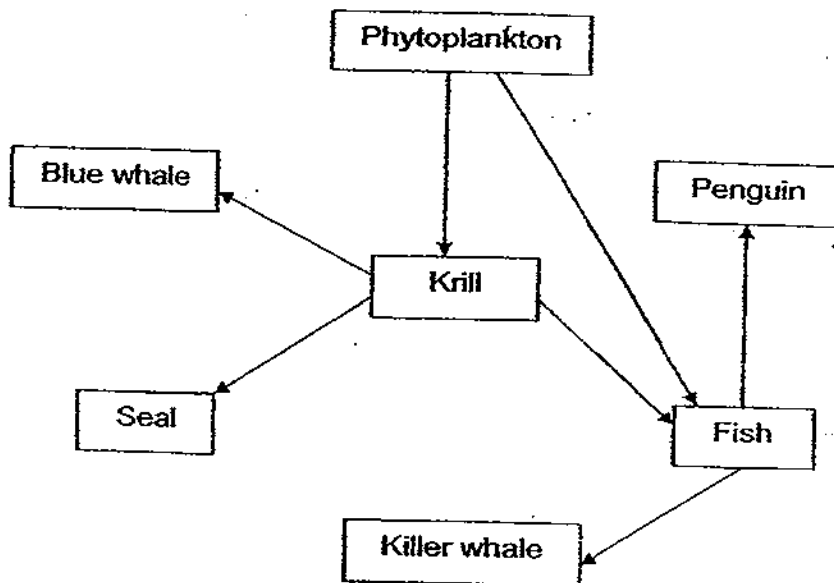 Phytoplankton
Blue whale
Penguin
Krill
Seal
Fish
Killer whale